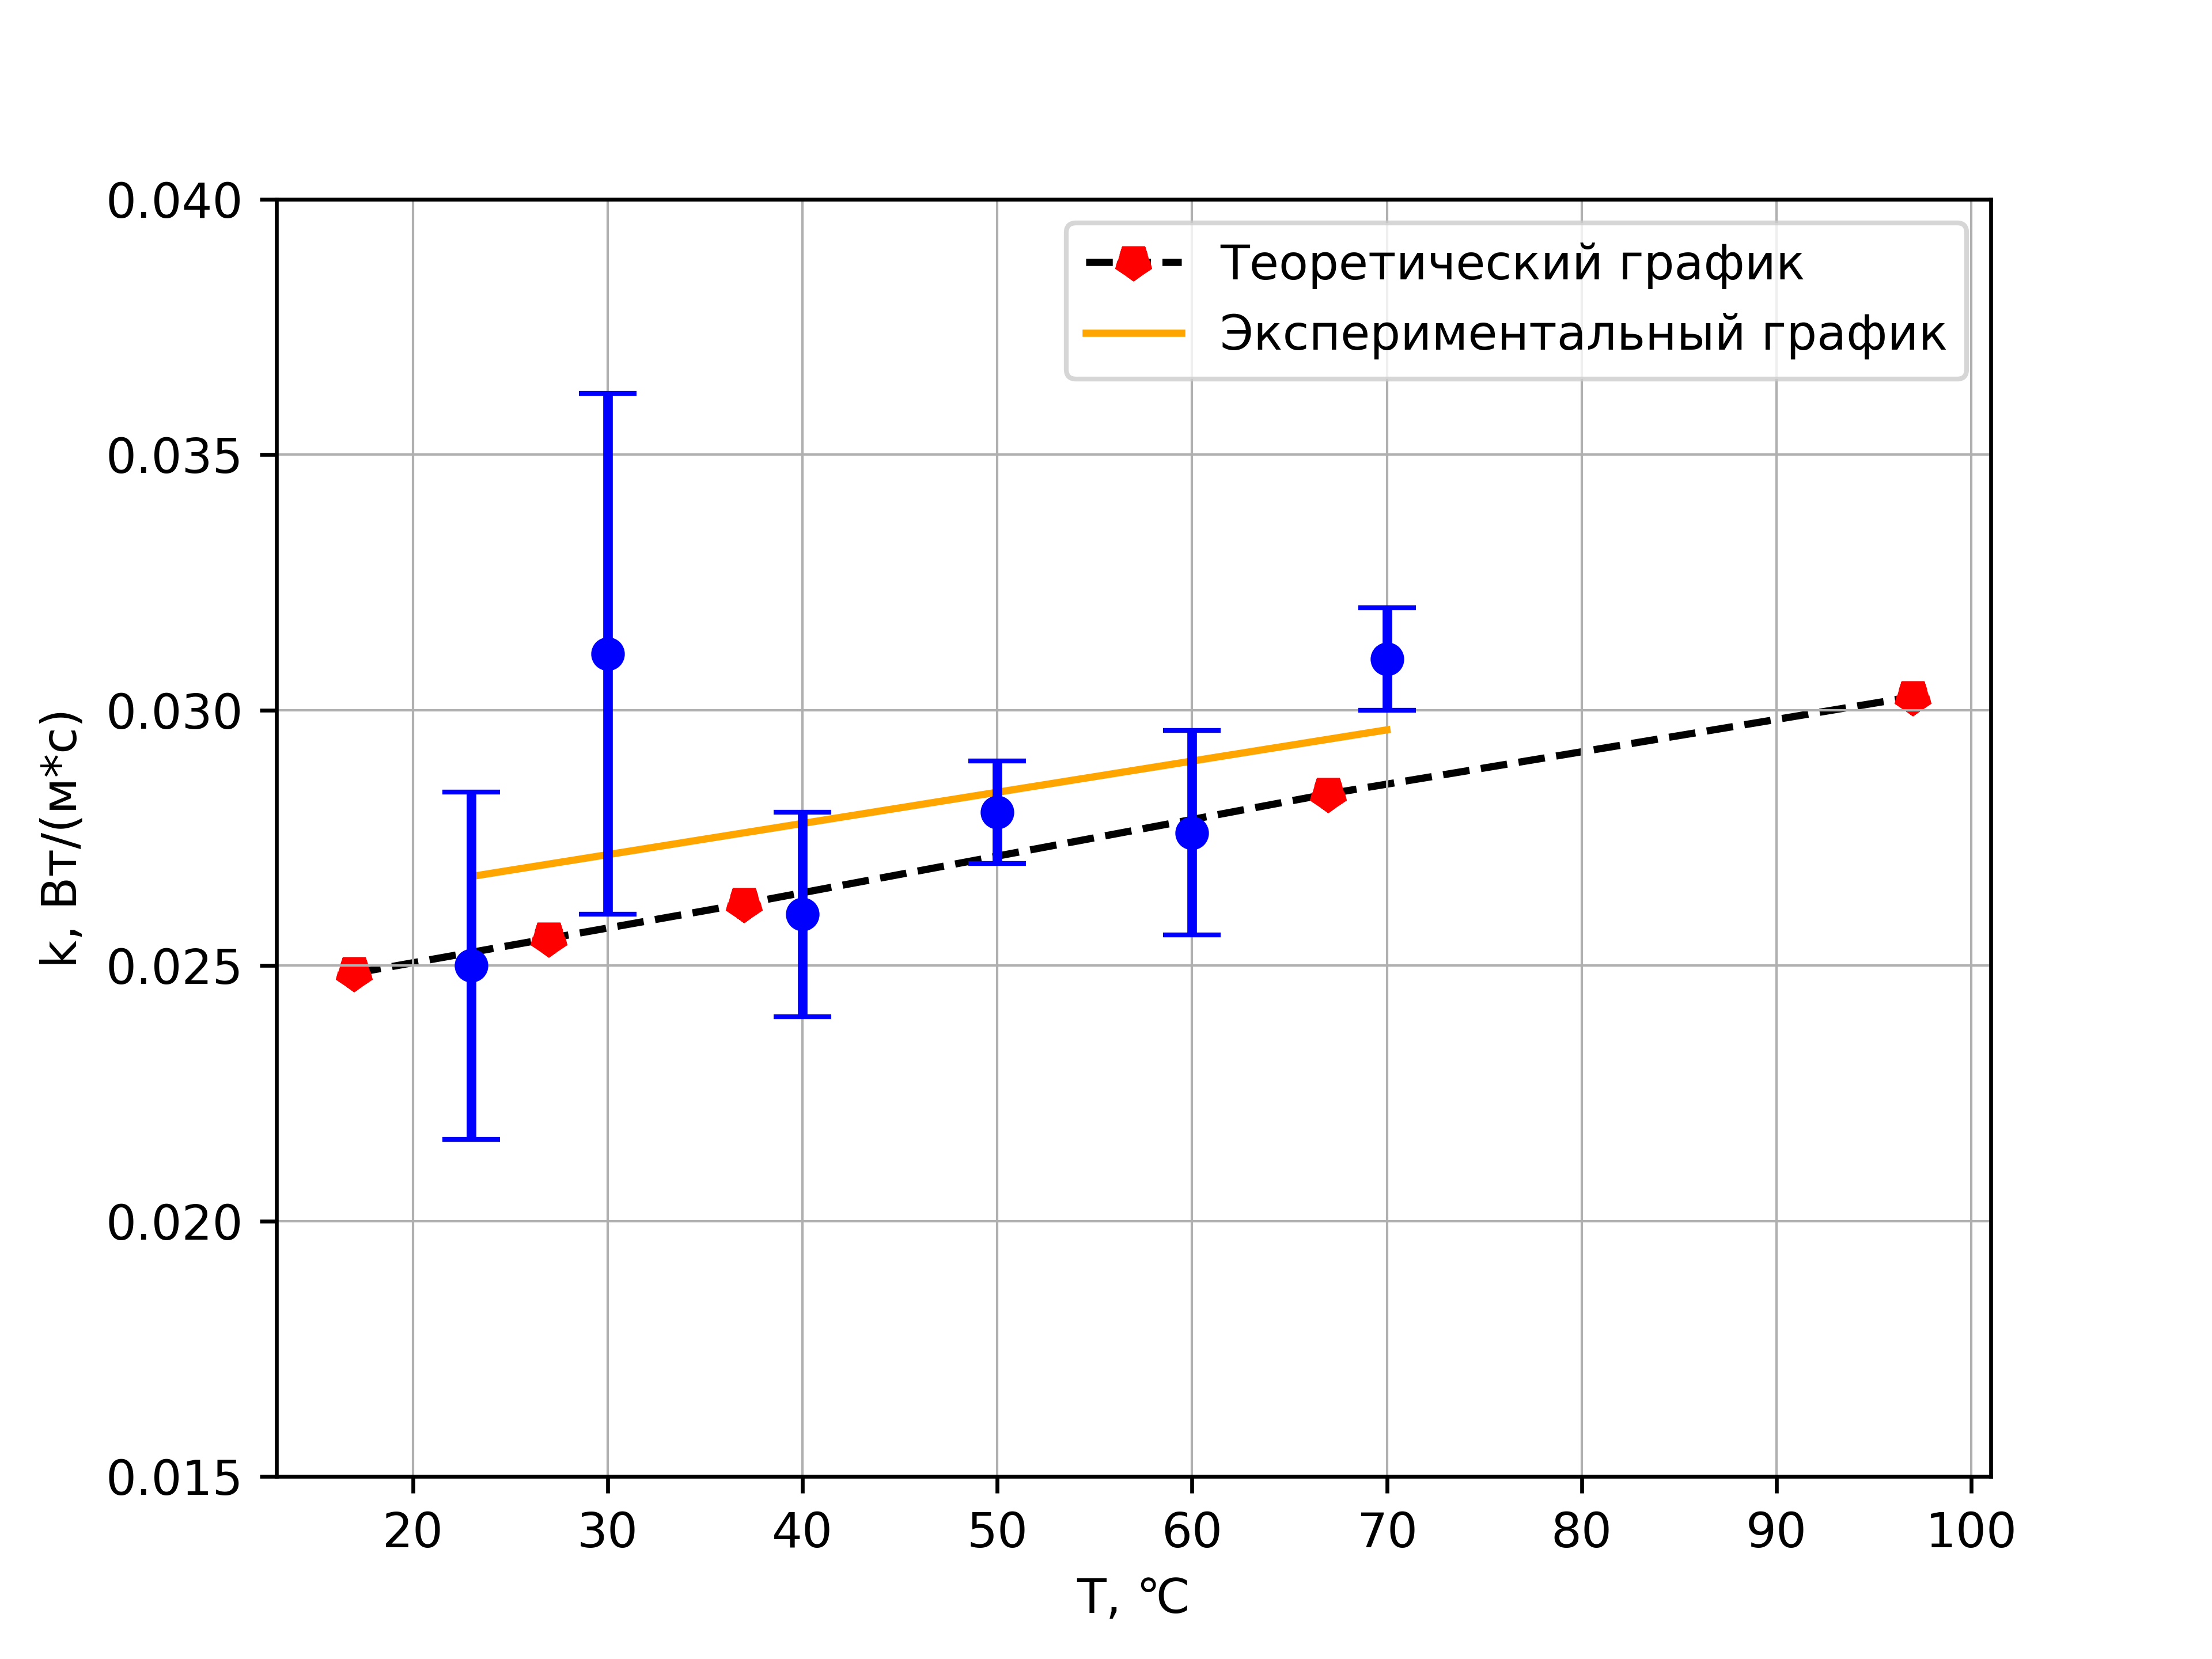 Теоретический график
Экспериментальный график
0.040
0.035
0.030
0.025
0.020
0.015
k, Вт/(м*с)
20 30 40 50 60 70 80 90 100
T, ℃